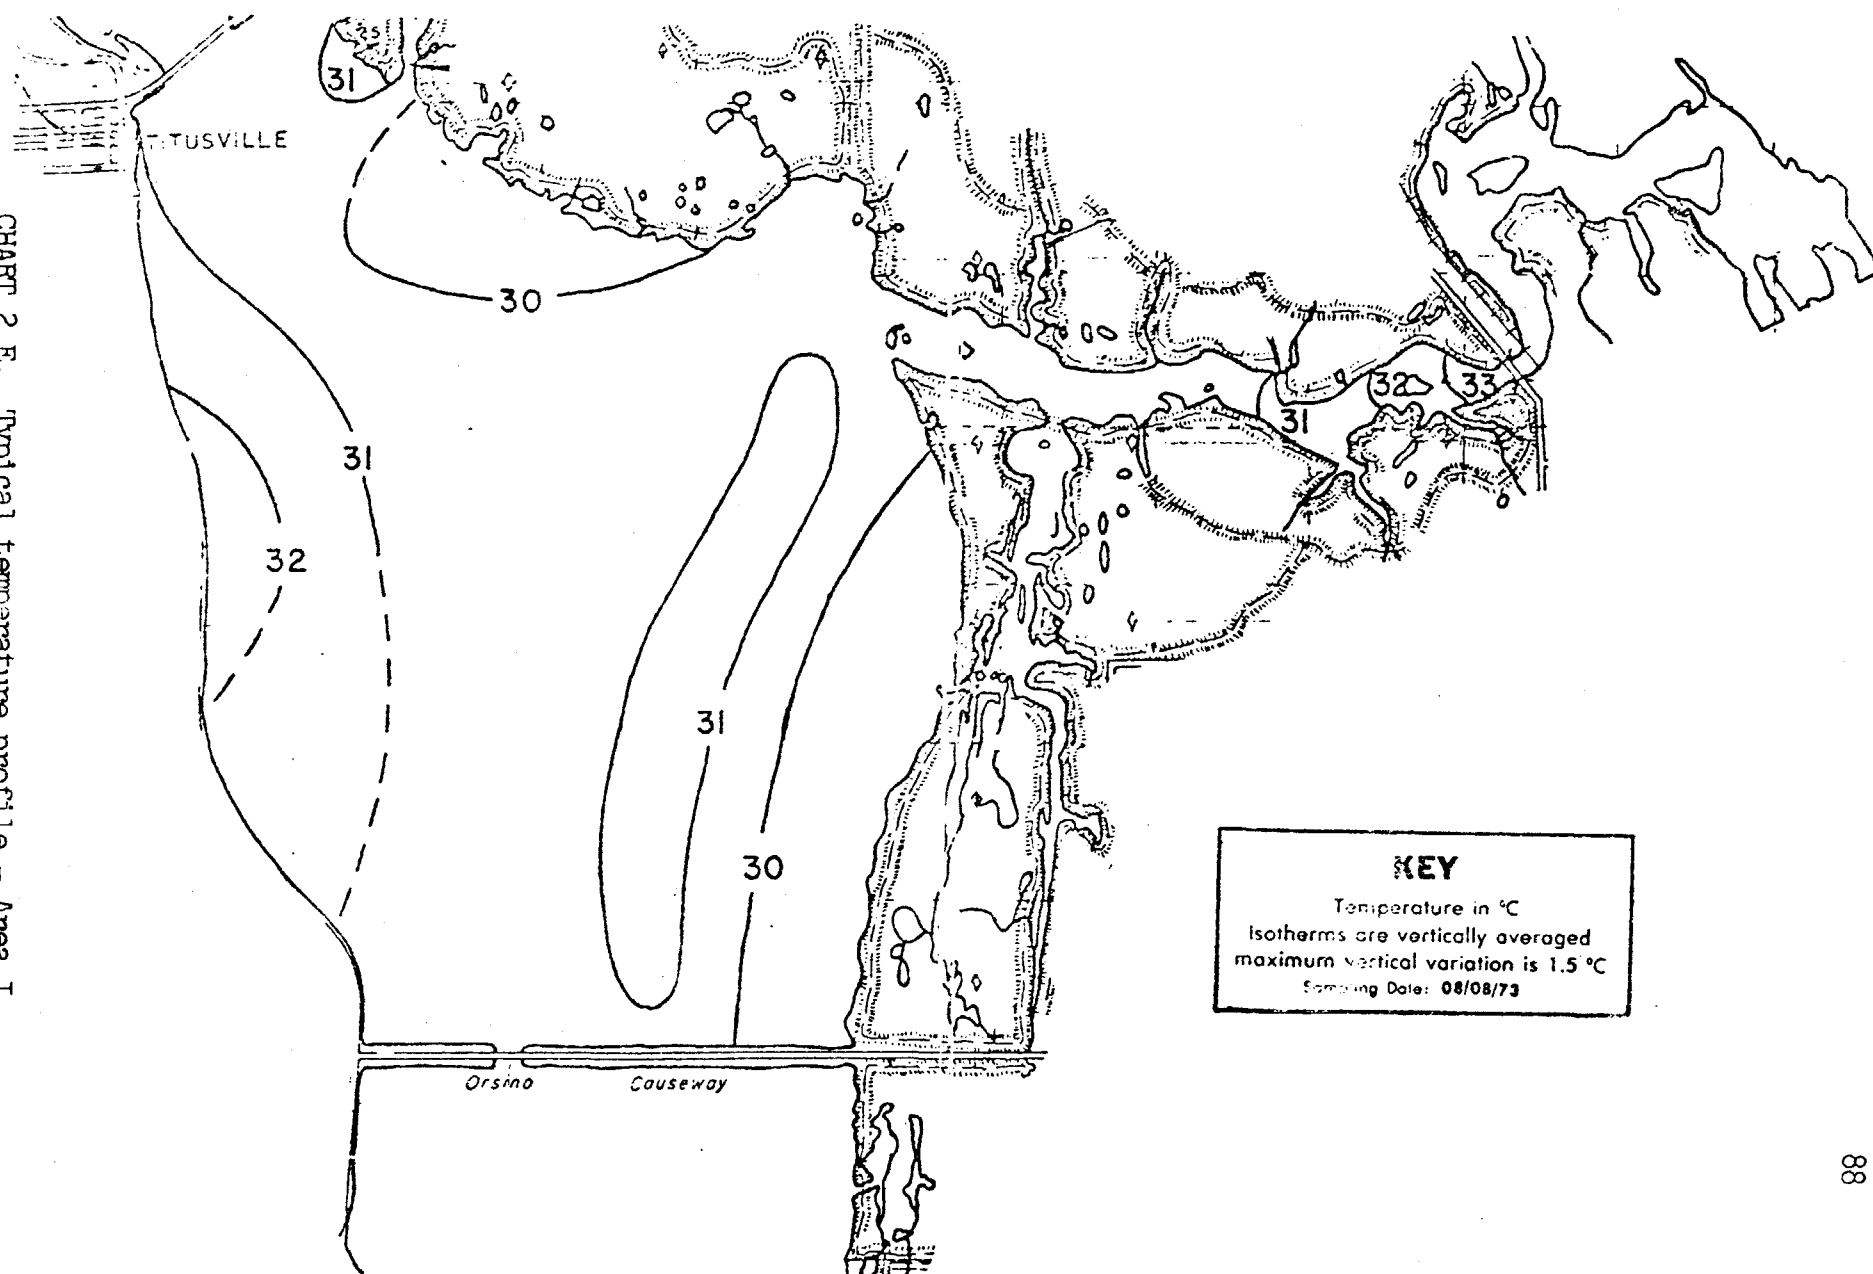 CHART 2 E. Typical temperature profile - Area I
TITUSVILLE
31
30
31
32
31
30
31
32
33
KEY
Temperature in °C
Isotherms are vertically averaged
maximum vertical variation is 1.5 °C
Sampling Date: 08/08/73
Orsino Causeway
88